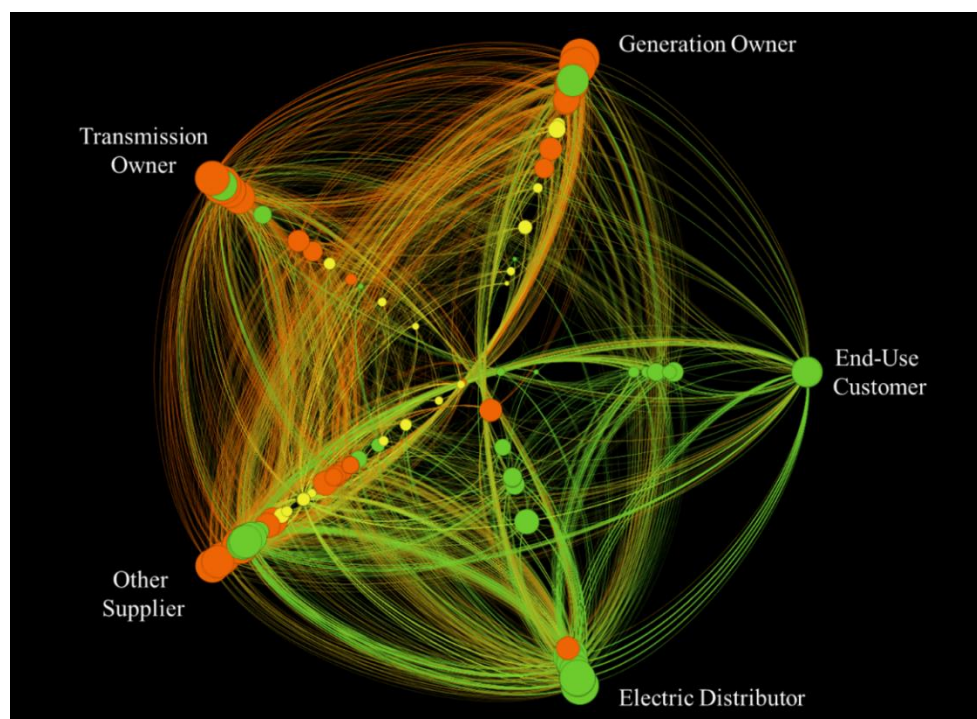 Generation Owner
Transmission
Owner
End-Use
Customer
Other
Supplier
Electric Distributor